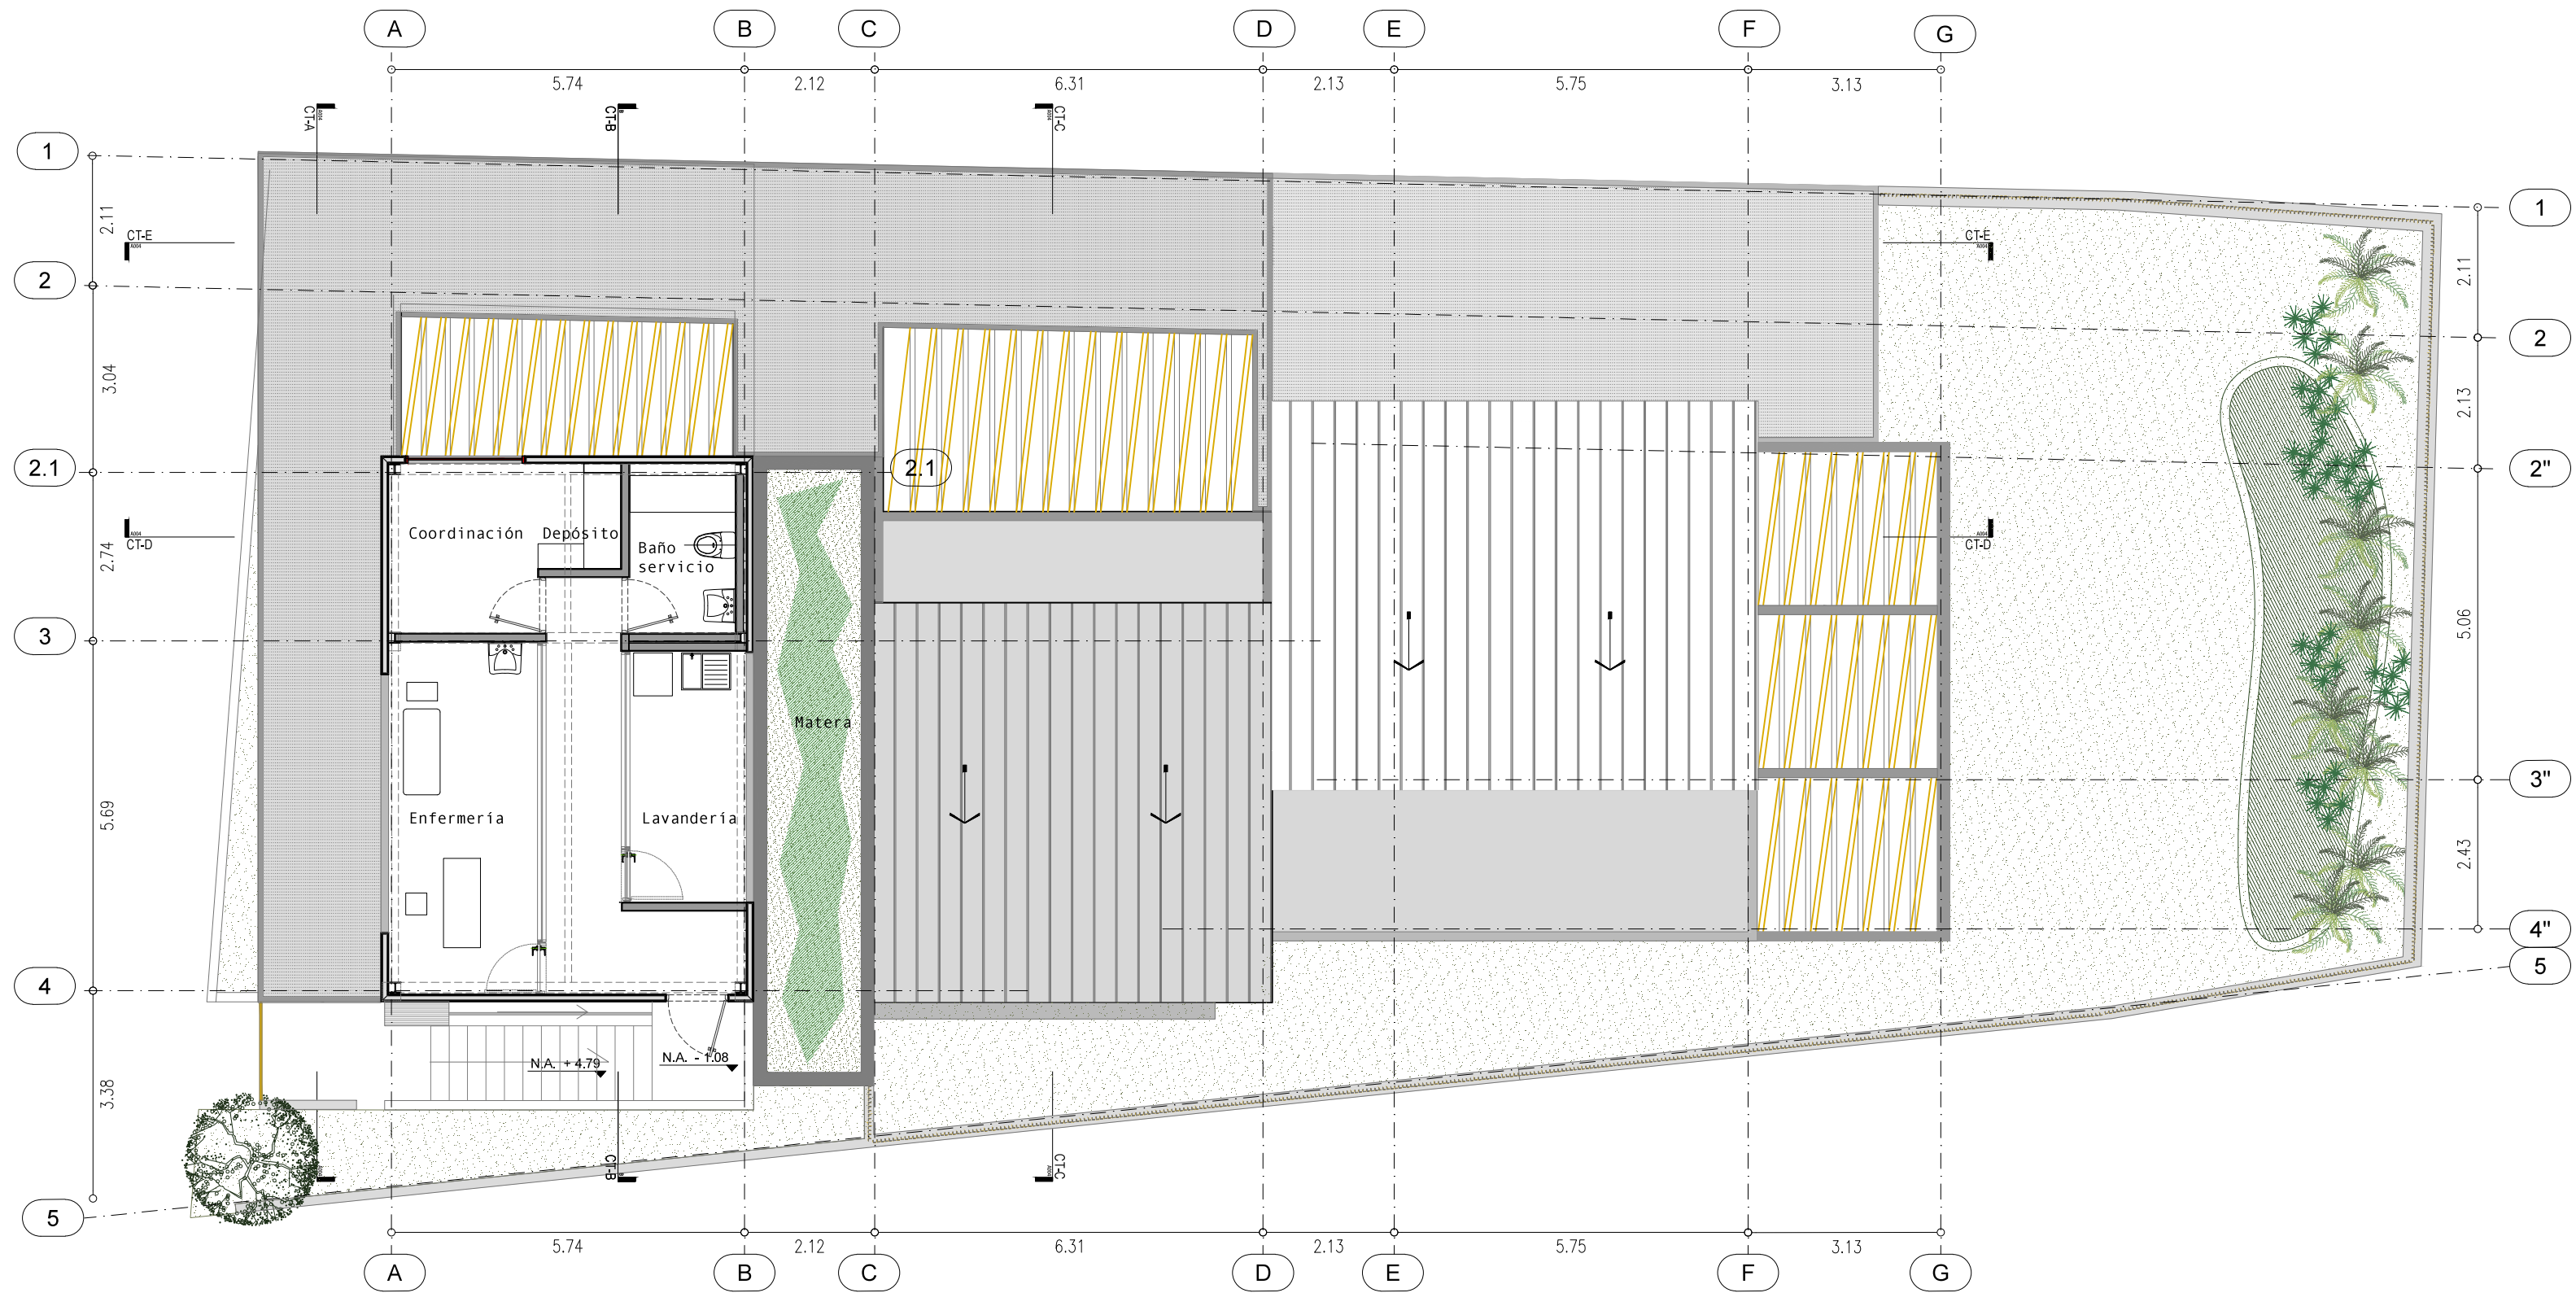 A B C D E F G
5.74 2.12 6.31 2.13 5.75 3.13
CT-A CT-B CT-C
1 1
2.11 2.11
CT-E CT-E
A004 A004
2 2
3.04 2.13
2.1 2.1 2"
Coordinación Depósito
Baño
servicio
A004 A004
CT-D CT-D
2.74 5.06
3
Matera
3"
5.69 2.43
Enfermería Lavandería
4"
4 5
N.A. + 4.79 N.A. - 1.08
3.38
CT-B CT-C
5
5.74 2.12 6.31 2.13 5.75 3.13
A B C D E F G